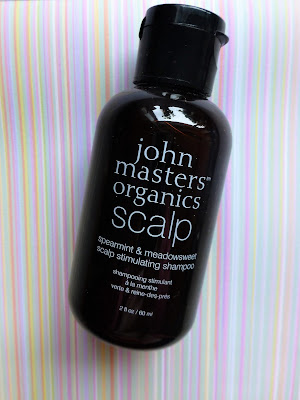 john
masters™
organics
scalp
spearmint & meadowsweet
scalp stimulating shampoo
shampooing stimulant
à la menthe
verte & reine-des-prés
2 fl oz / 60 ml